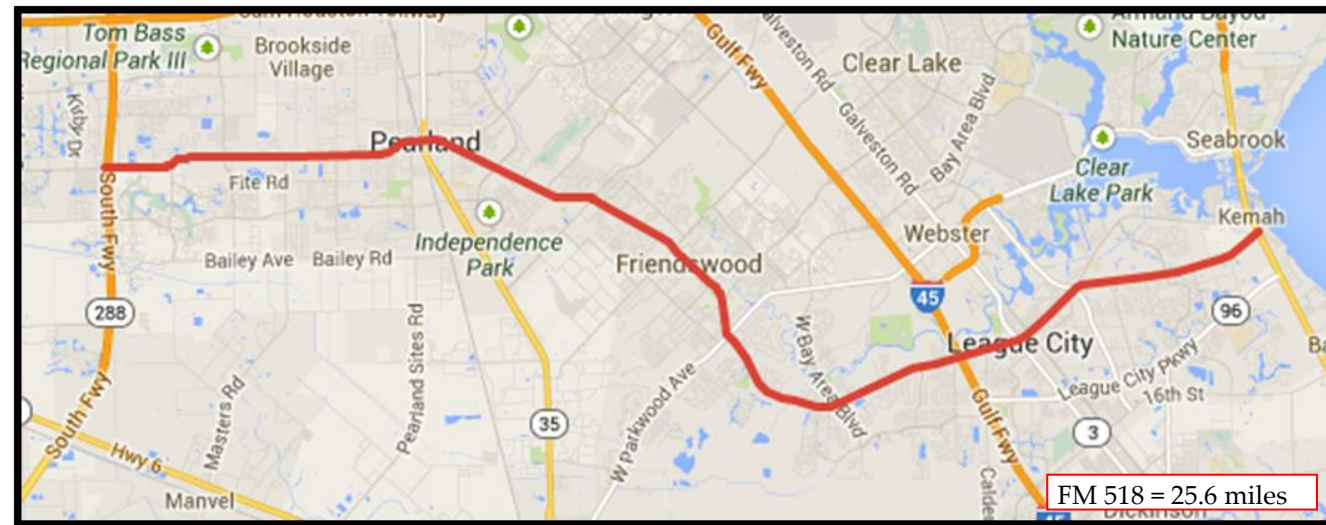 Tom Bass
Regional Park III
Brookside
Village
Gulf Fwy
Galveston Rd
Clear Lake
Nature Center
Kirby Dr
Pearland
Galveston Rd
Bay Area Blvd
Seabrook
Clear
Lake Park
Fite Rd
South Fwy
Independence
Park
Bailey Ave
Bailey Rd
Friendswood
Webster
Kemah
288
45
96
Pearland Sites Rd
W Bay Area Blvd
League City
League City Pkwy
16th St
Masters Rd
W Parkwood Ave
35
3
South Fwy
Hwy 6
Gulf Fwy
Manvel
FM 518 = 25.6 miles